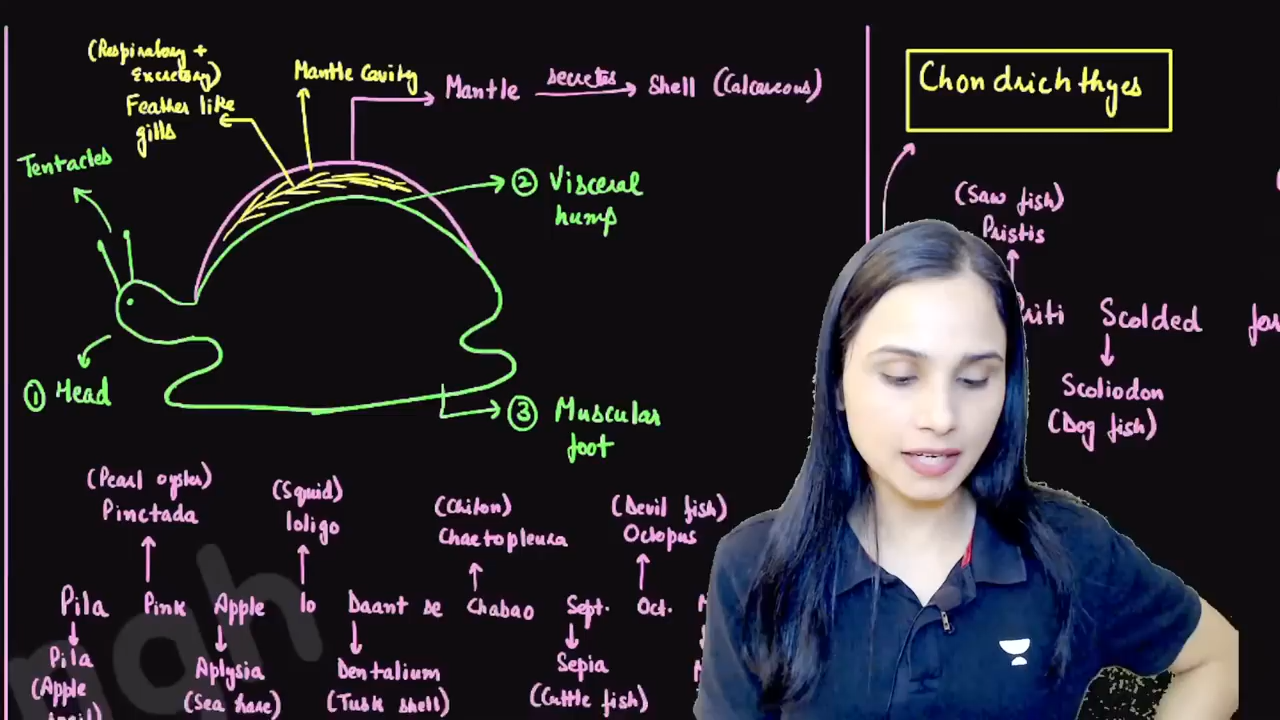 (Respiratory +
Excretory)
Feather like
gills
Mantle Cavity
Mantle secretes Shell (Calcareous)
Tentacles
② Visceral
hump
① Head
③ Muscular
foot
(Pearl oyster)
Pinctada
(Squid)
loligo
(Chiton)
Chaetopleura
(Devil fish)
Octopus
Pila Pink Apple lo Daant se Chabao Sept. Oct.
Pila
(Apple
snail)
Aplysia
(Sea hare)
Dentalium
(Tusk shell)
Sepia
(Cuttle fish)
Chondrichthyes
(Saw fish)
Pristis
Priti Scolded for
Scoliodon
(Dog fish)